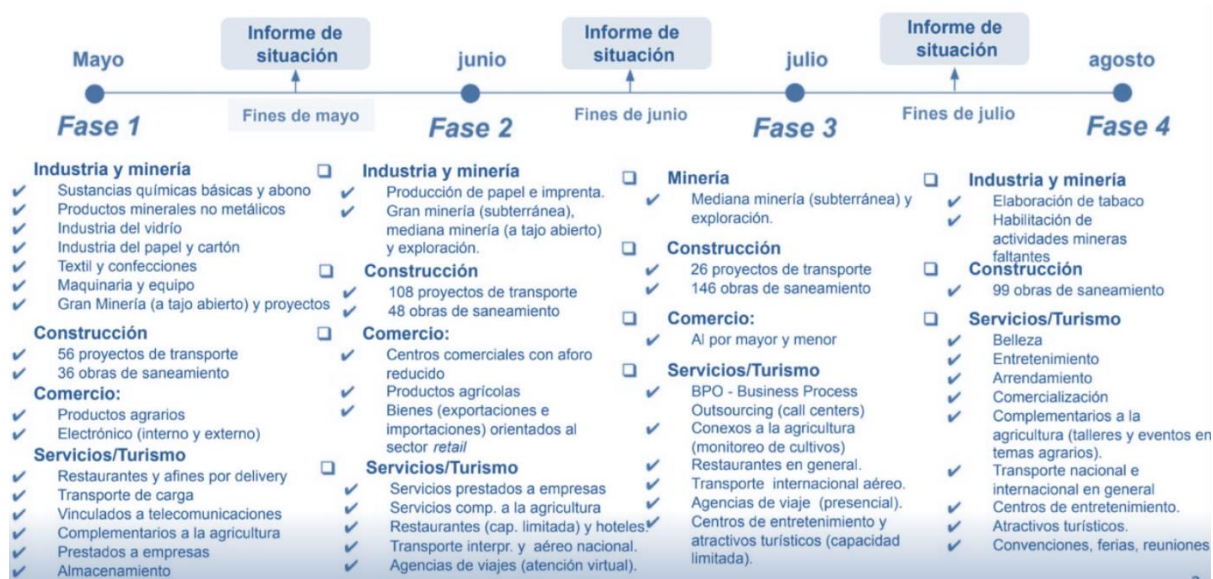 Informe de
situación
Informe de
situación
Informe de
situación
Mayo
junio
julio
agosto
Fines de mayo
Fines de junio
Fines de julio
Fase 1
Fase 2
Fase 3
Fase 4
Industria y minería
Sustancias químicas básicas y abono
Productos minerales no metálicos
Industria del vidrío
Industria del papel y cartón
Textil y confecciones
Maquinaria y equipo
Gran Minería (a tajo abierto) y proyectos
Construcción
56 proyectos de transporte
36 obras de saneamiento
Comercio:
Productos agrarios
Electrónico (interno y externo)
Servicios/Turismo
Restaurantes y afines por delivery
Transporte de carga
Vinculados a telecomunicaciones
Complementarios a la agricultura
Prestados a empresas
Almacenamiento
Industria y minería
Producción de papel e imprenta.
Gran minería (subterránea),
mediana minería (a tajo abierto)
y exploración.
Construcción
108 proyectos de transporte
48 obras de saneamiento
Comercio:
Centros comerciales con aforo
reducido
Productos agrícolas
Bienes (exportaciones e
importaciones) orientados al
sector retail
Servicios/Turismo
Servicios prestados a empresas
Servicios comp. a la agricultura
Restaurantes (cap. limitada) y hoteles.
Transporte interpr. y aéreo nacional.
Agencias de viajes (atención virtual).
Minería
Mediana minería (subterránea) y
exploración.
Construcción
26 proyectos de transporte
146 obras de saneamiento
Comercio:
Al por mayor y menor
Servicios/Turismo
BPO - Business Process
Outsourcing (call centers)
Conexos a la agricultura
(monitoreo de cultivos)
Restaurantes en general.
Transporte internacional aéreo.
Agencias de viaje (presencial).
Centros de entretenimiento y
atractivos turísticos (capacidad
limitada).
Industria y minería
Elaboración de tabaco
Habilitación de
actividades mineras
faltantes
Construcción
99 obras de saneamiento
Servicios/Turismo
Belleza
Entretenimiento
Arrendamiento
Comercialización
Complementarios a la
agricultura (talleres y eventos en
temas agrarios).
Transporte nacional e
internacional en general
Centros de entretenimiento.
Atractivos turísticos.
Convenciones, ferias, reuniones